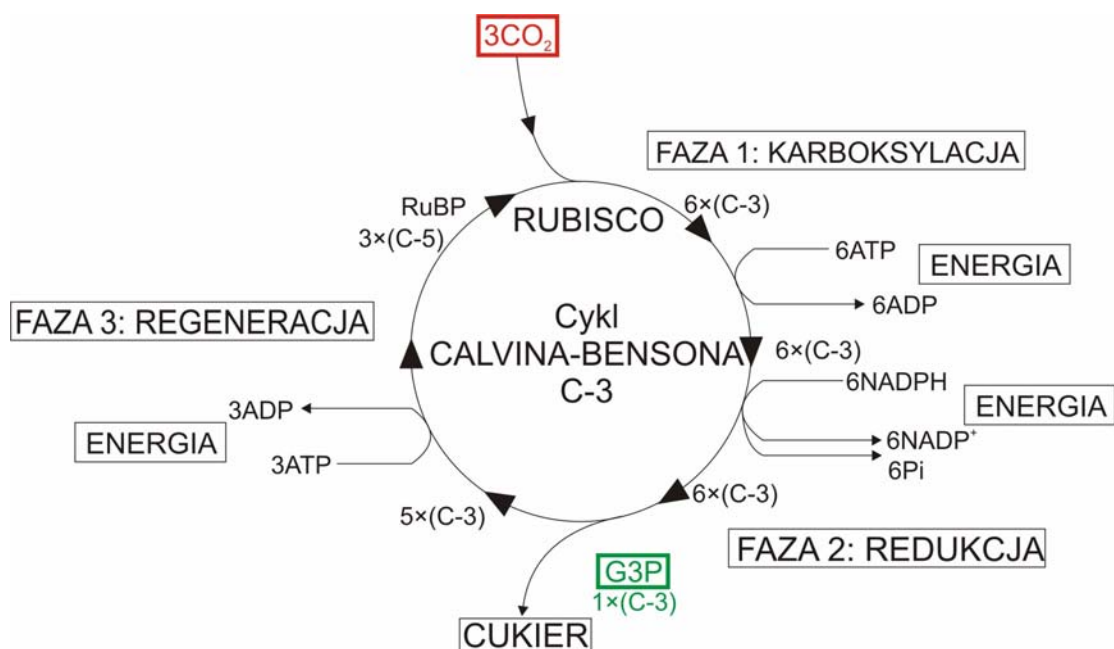 3CO₂
FAZA 1: KARBOKSYLACJA
RuBP
3×(C-5)
RUBISCO
6×(C-3)
6ATP
ENERGIA
6ADP
FAZA 3: REGENERACJA
Cykl
CALVINA-BENSONA
C-3
6×(C-3)
6NADPH
ENERGIA
6NADP⁺
6Pi
3ADP
ENERGIA
3ATP
5×(C-3)
6×(C-3)
FAZA 2: REDUKCJA
G3P
1×(C-3)
CUKIER